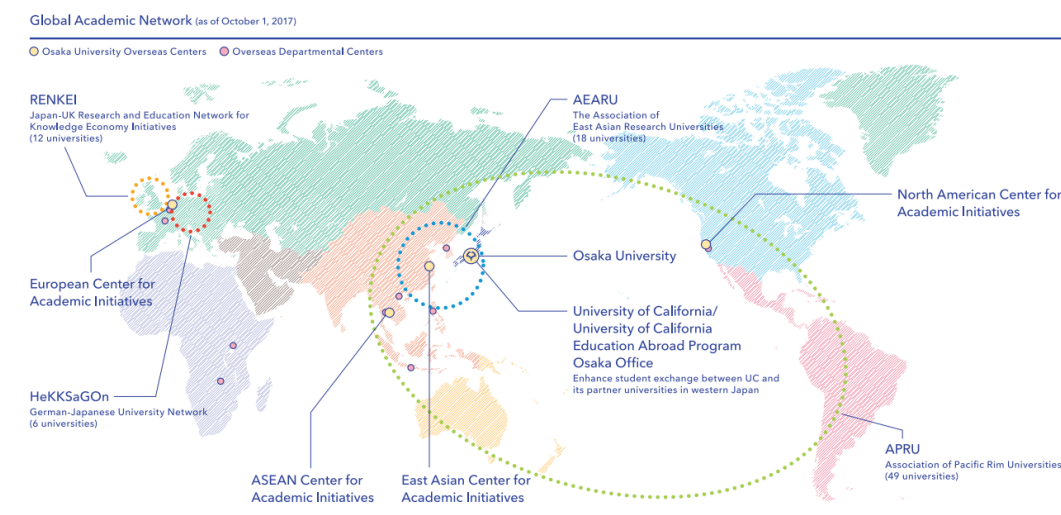 Global Academic Network (as of October 1, 2017)
Osaka University Overseas Centers
Overseas Departmental Centers
RENKEI
Japan-UK Research and Education Network for
Knowledge Economy Initiatives
(12 universities)
AEARU
The Association of
East Asian Research Universities
(18 universities)
North American Center for
Academic Initiatives
Osaka University
European Center for
Academic Initiatives
University of California/
University of California
Education Abroad Program
Osaka Office
Enhance student exchange between UC and
its partner universities in western Japan
HeKKSaGOn
German-Japanese University Network
(6 universities)
APRU
Association of Pacific Rim Universities
(49 universities)
ASEAN Center for
Academic Initiatives
East Asian Center for
Academic Initiatives